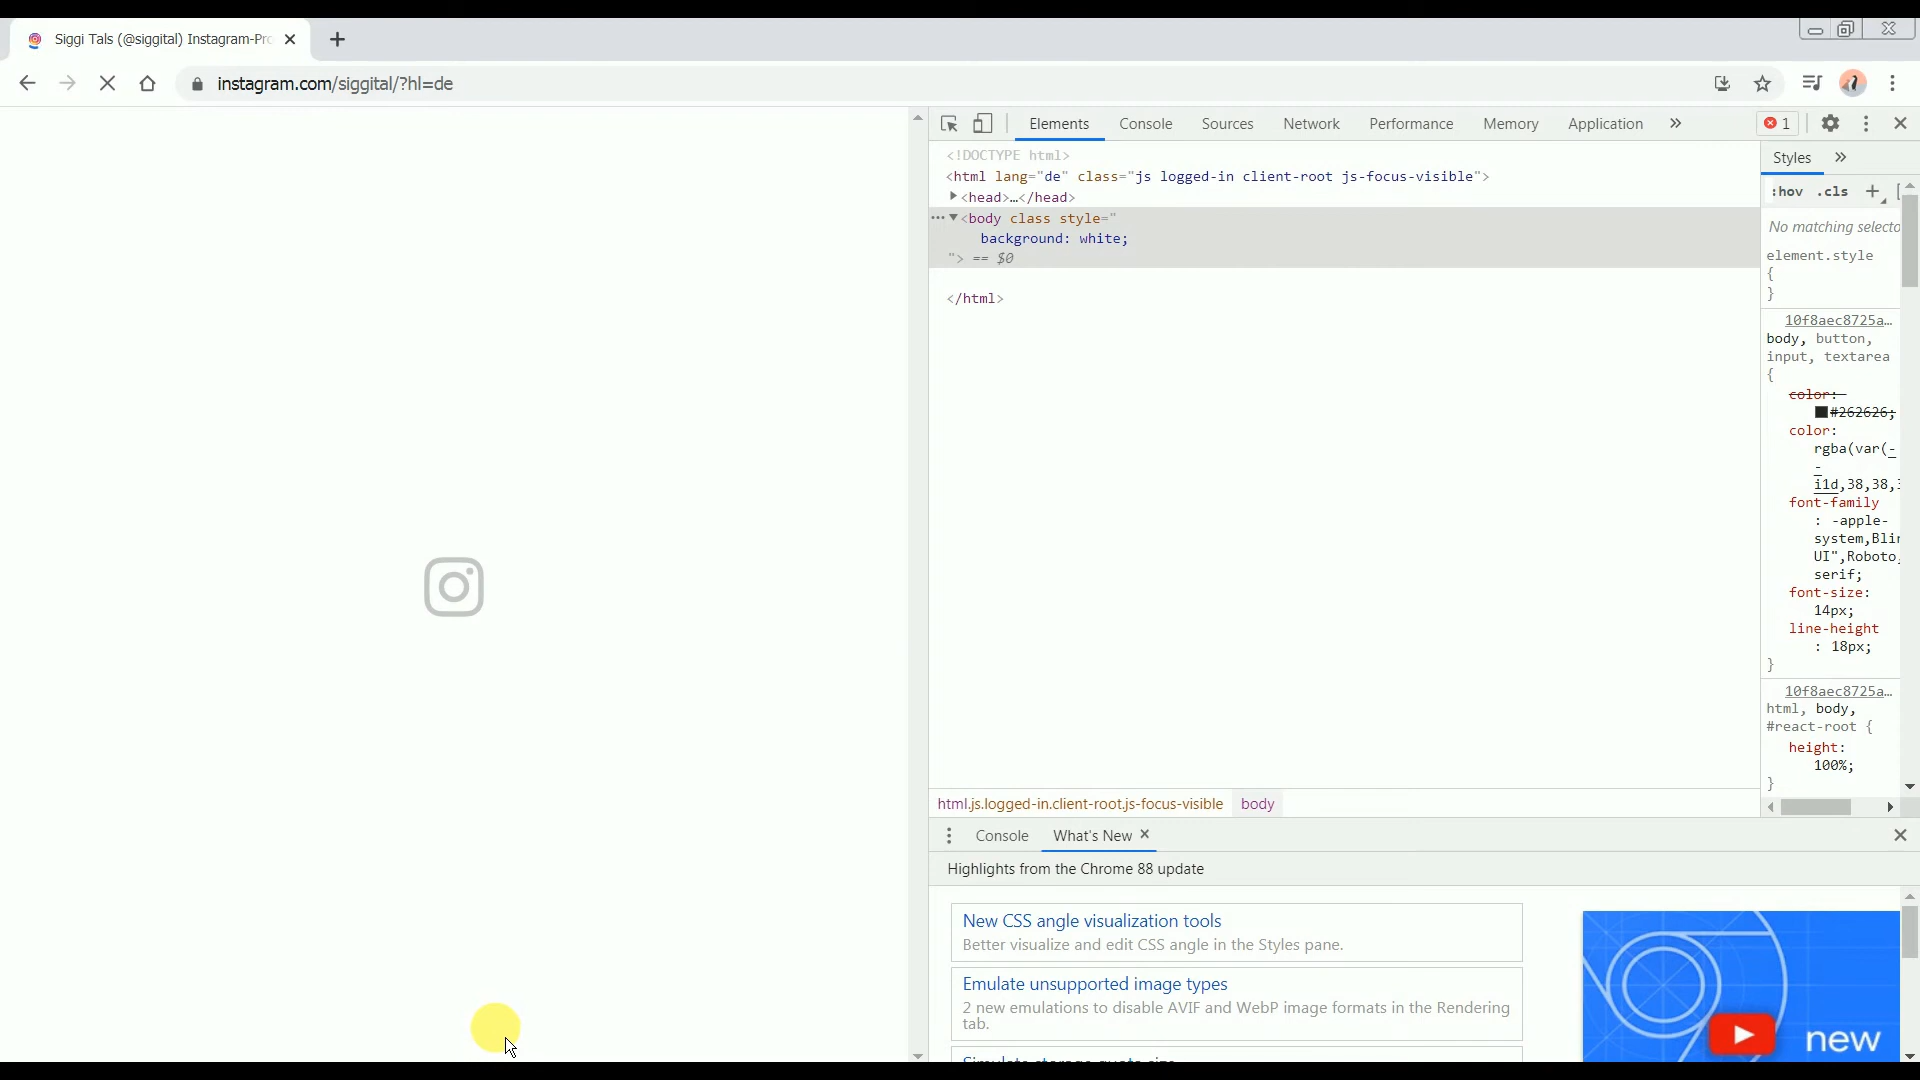 Siggi Tals (@siggital) Instagram-Pro
instagram.com/siggital/?hl=de
Elements Console Sources Network Performance Memory Application 1
<!DOCTYPE html>
<html lang="de" class="js logged-in client-root js-focus-visible">
<head>…</head>
<body class style="
background: white;
"> == $0
</html>
Styles
:hov .cls
No matching selecto
element.style
{
}
10f8aec8725a…
body, button,
input, textarea
{
color:
#262626;
color:
rgba(var(-
-
i1d,38,38,3
font-family
: -apple-
system,Blin
UI",Roboto,
serif;
font-size:
14px;
line-height
: 18px;
}
10f8aec8725a…
html, body,
#react-root {
height:
100%;
}
html.js.logged-in.client-root.js-focus-visible body
Console What's New
Highlights from the Chrome 88 update
New CSS angle visualization tools
Better visualize and edit CSS angle in the Styles pane.
Emulate unsupported image types
2 new emulations to disable AVIF and WebP image formats in the Rendering
tab.
Simulate storage quota size
new